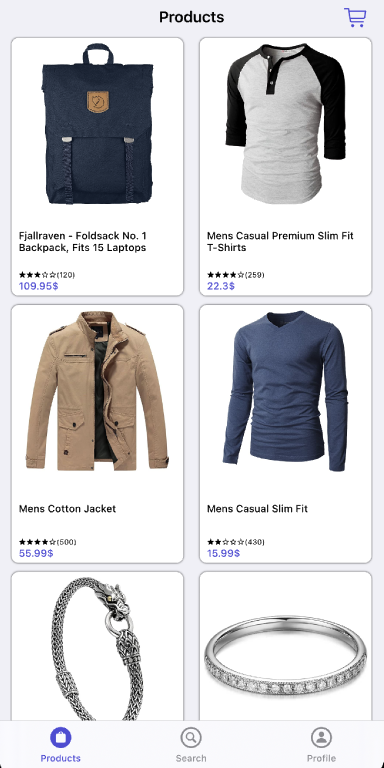 Products
Fjallraven - Foldsack No. 1
Backpack, Fits 15 Laptops
★★★☆☆(120)
109.95$
Mens Casual Premium Slim Fit
T-Shirts
★★★★☆(259)
22.3$
Mens Cotton Jacket
★★★★☆(500)
55.99$
Mens Casual Slim Fit
★★☆☆☆(430)
15.99$
Products
Search
Profile